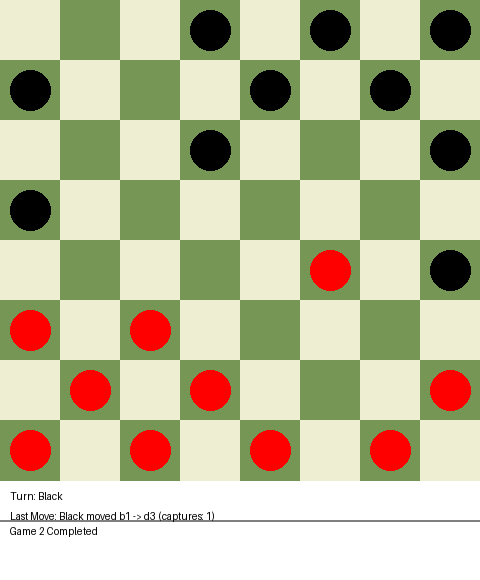 Turn: Black
Last Move: Black moved b1 -> d3 (captures: 1)
Game 2 Completed